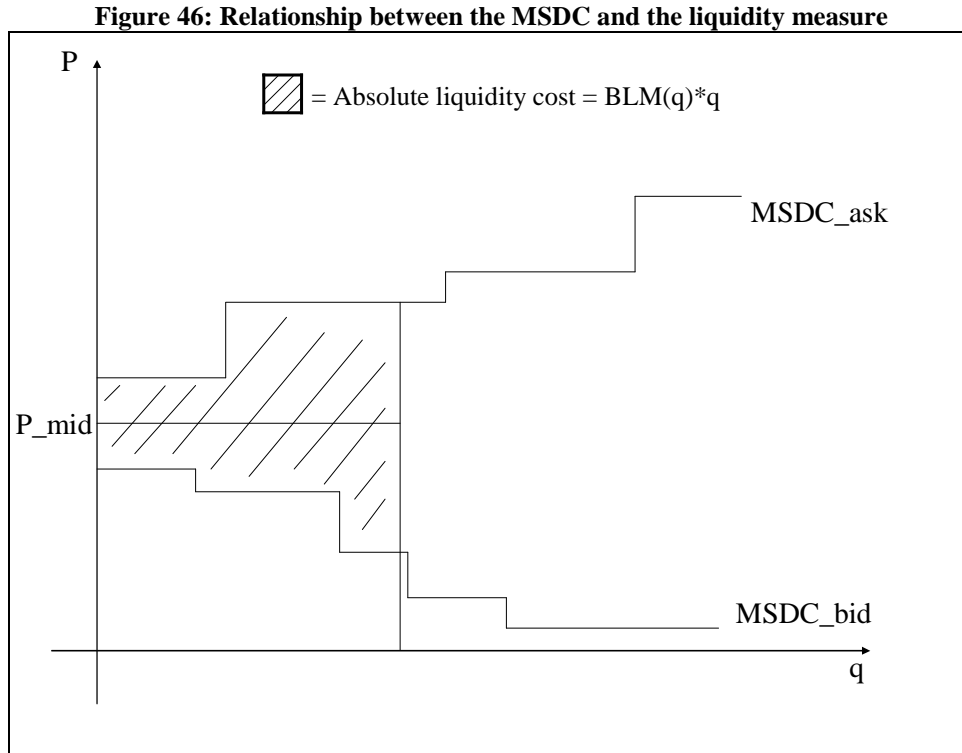 Figure 46: Relationship between the MSDC and the liquidity measure
P
= Absolute liquidity cost = BLM(q)*q
MSDC_ask
P_mid
MSDC_bid
q